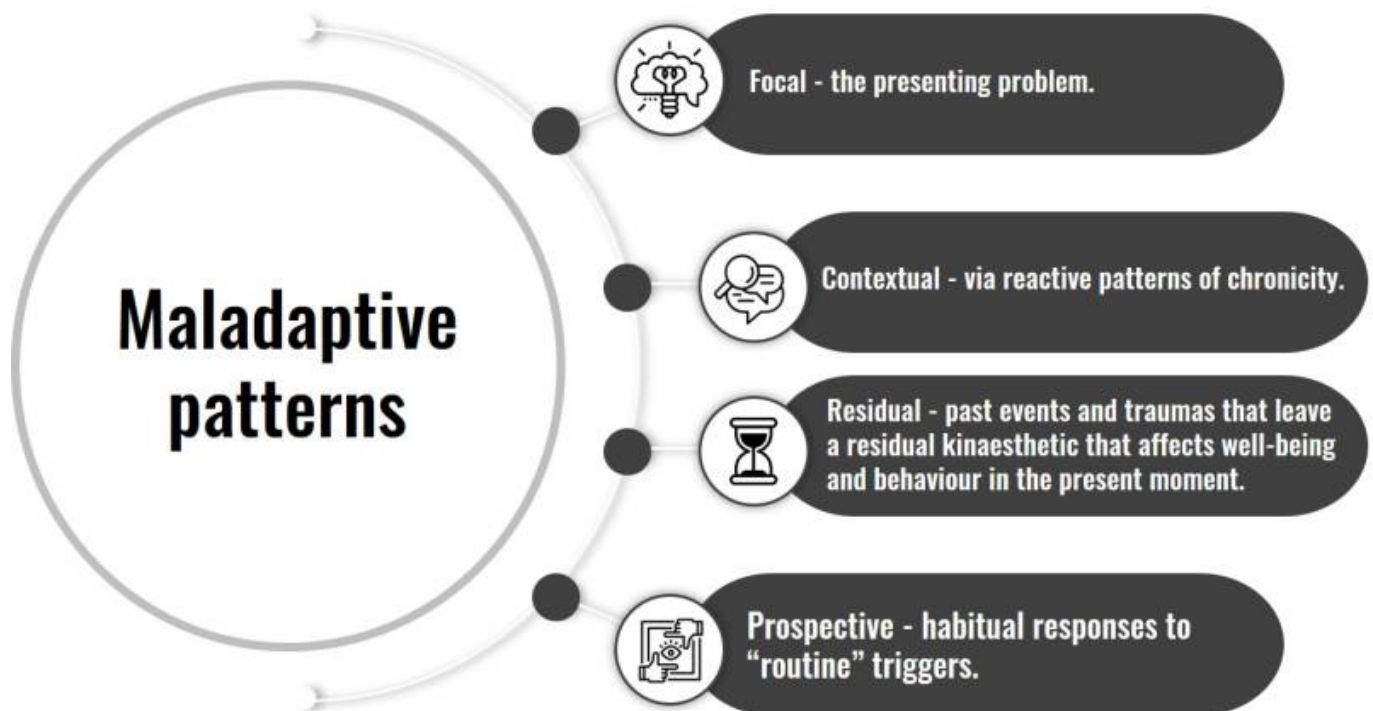 Maladaptive
patterns
Focal - the presenting problem.
Contextual - via reactive patterns of chronicity.
Residual - past events and traumas that leave
a residual kinaesthetic that affects well-being
and behaviour in the present moment.
Prospective - habitual responses to
“routine” triggers.